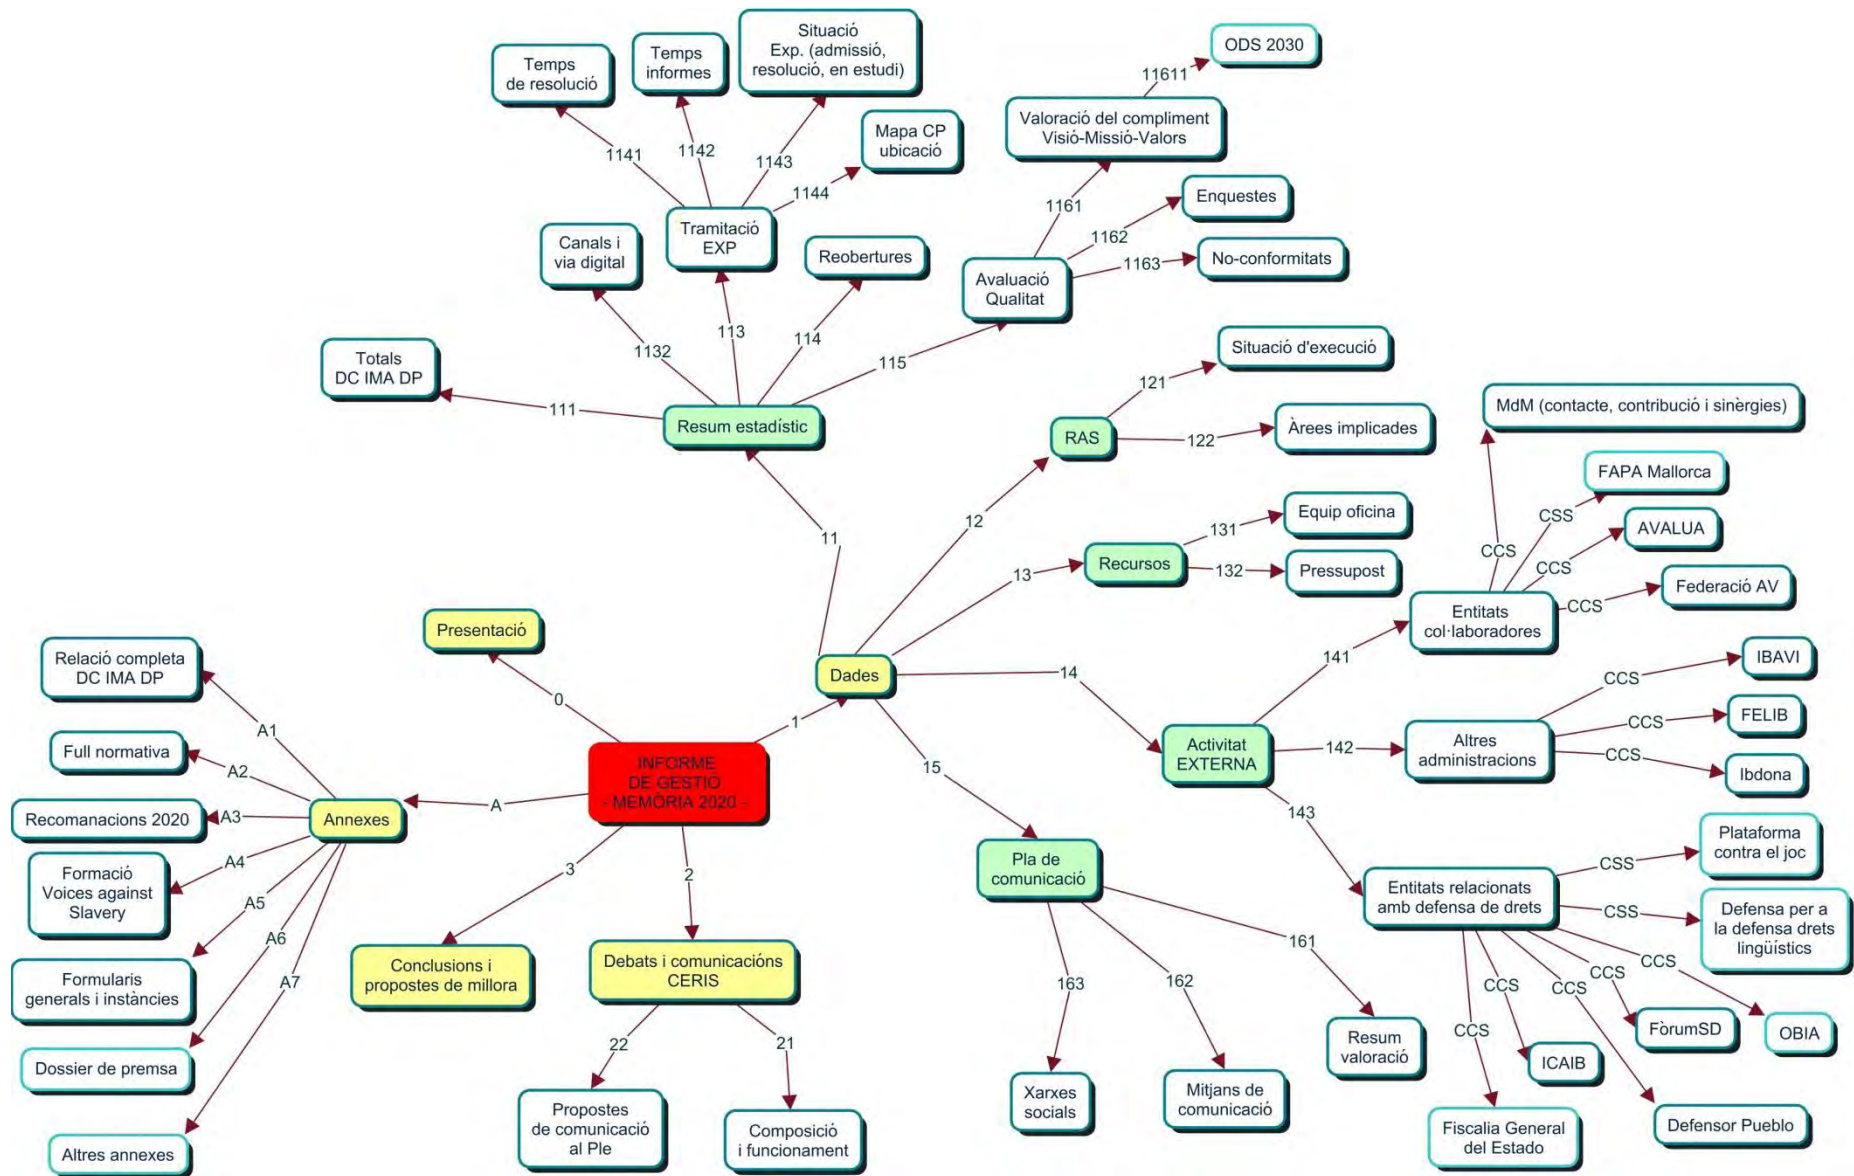 Situació
Exp. (admissió,
resolució, en estudi)
Temps
informes
Temps
de resolució
ODS 2030
11611
Valoració del compliment
Visió-Missió-Valors
Mapa CP
ubicació
1141
1142
1143
1144
1161
Enquestes
1162
Tramitació
EXP
Canals i
via digital
Reobertures
1163
No-conformitats
Avaluació
Qualitat
113
114
1132
115
Totals
DC IMA DP
111
Resum estadístic
Situació d'execució
121
RAS
122
Àrees implicades
MdM (contacte, contribució i sinèrgies)
FAPA Mallorca
CCS
CSS
AVALUA
CCS
Federació AV
CCS
Entitats
col·laboradores
11
12
Equip oficina
131
Recursos
132
Pressupost
13
Presentació
0
Dades
14
141
1
IBAVI
CCS
FELIB
CCS
Altres
administracions
142
CCS
Ibdona
Activitat
EXTERNA
143
15
INFORME
DE GESTIÓ
- MEMÒRIA 2020 -
Relació completa
DC IMA DP
A1
Full normativa
A2
A
Recomanacions 2020
A3
Annexes
Formació
Voices against
Slavery
A4
A5
Formularis
generals i instàncies
A6
A7
Dossier de premsa
Altres annexes
3
2
Conclusions i
propostes de millora
Debats i comunicacións
CERIS
22
21
Propostes
de comunicació
al Ple
Composició
i funcionament
Pla de
comunicació
163
162
161
Xarxes
socials
Mitjans de
comunicació
Resum
valoració
Entitats relacionats
amb defensa de drets
CSS
Plataforma
contra el joc
CSS
Defensa per a
la defensa drets
lingüístics
CCS
CCS
CCS
CCS
CCS
OBIA
FòrumSD
ICAIB
Defensor Pueblo
Fiscalia General
del Estado